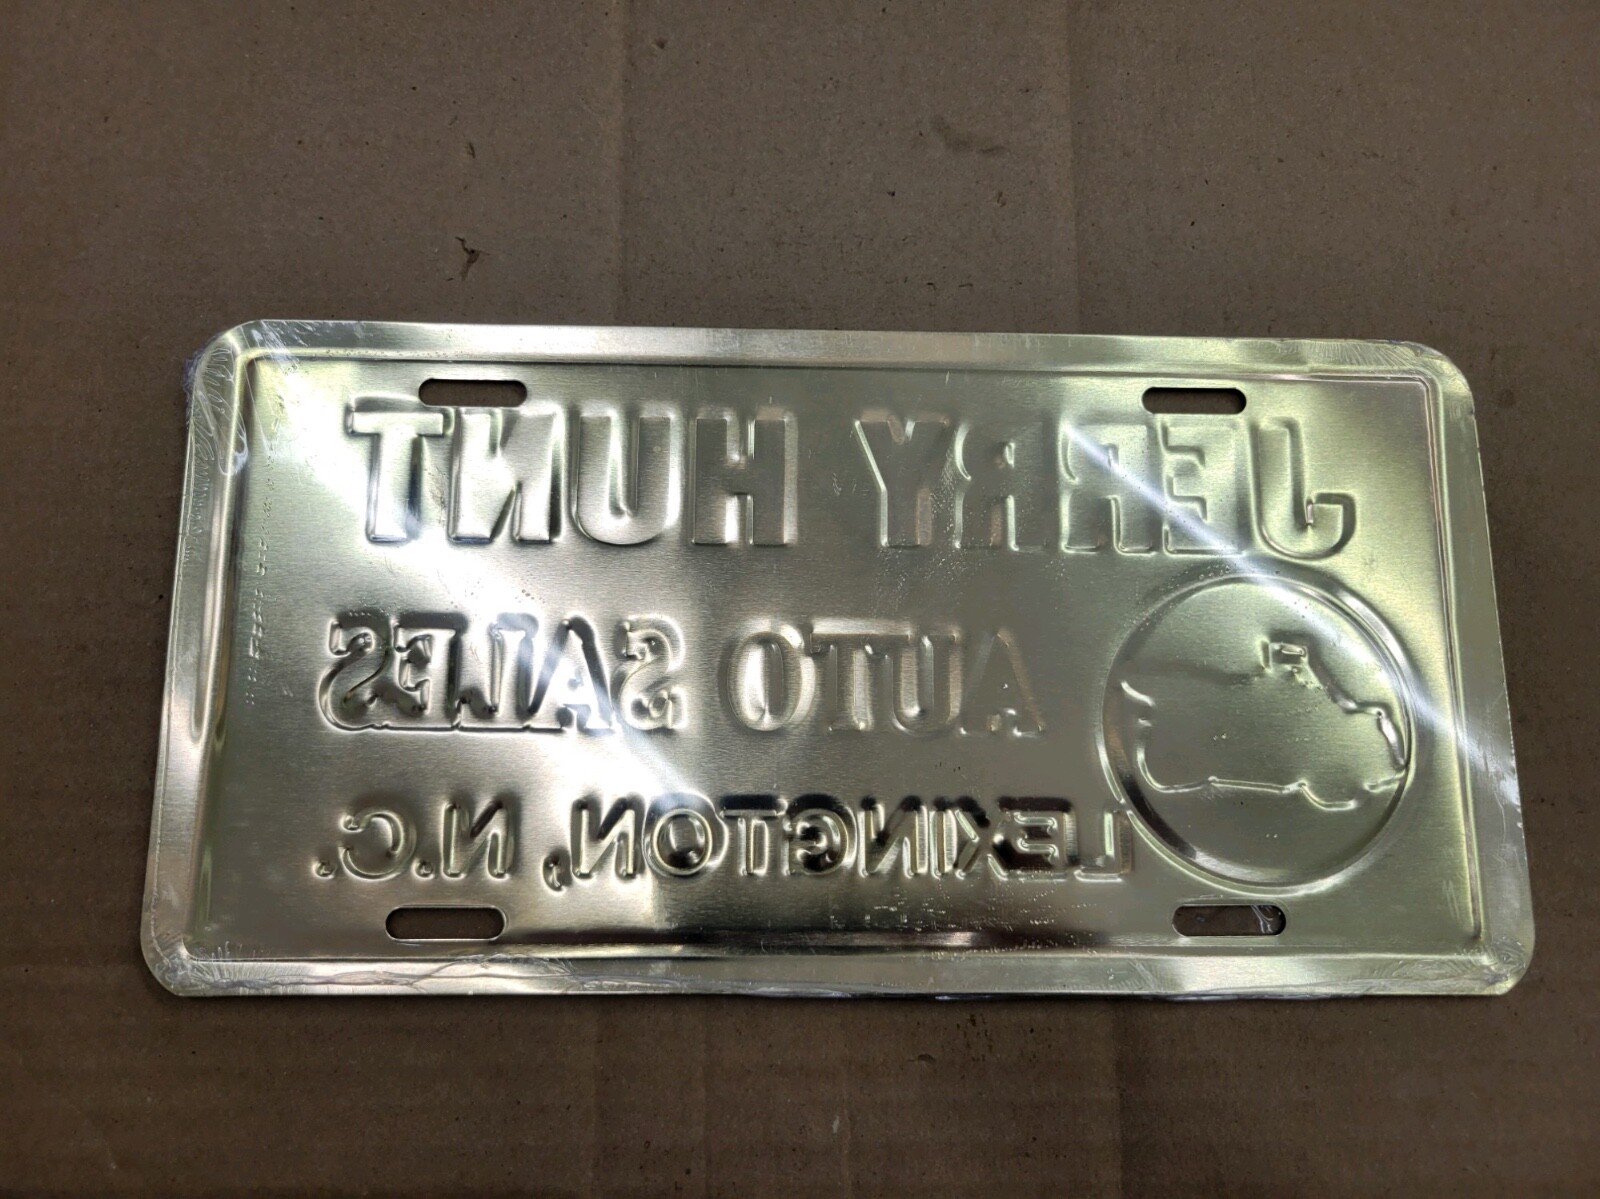 JERRY HUNT
AUTO SALES
LEXINGTON, N.C.